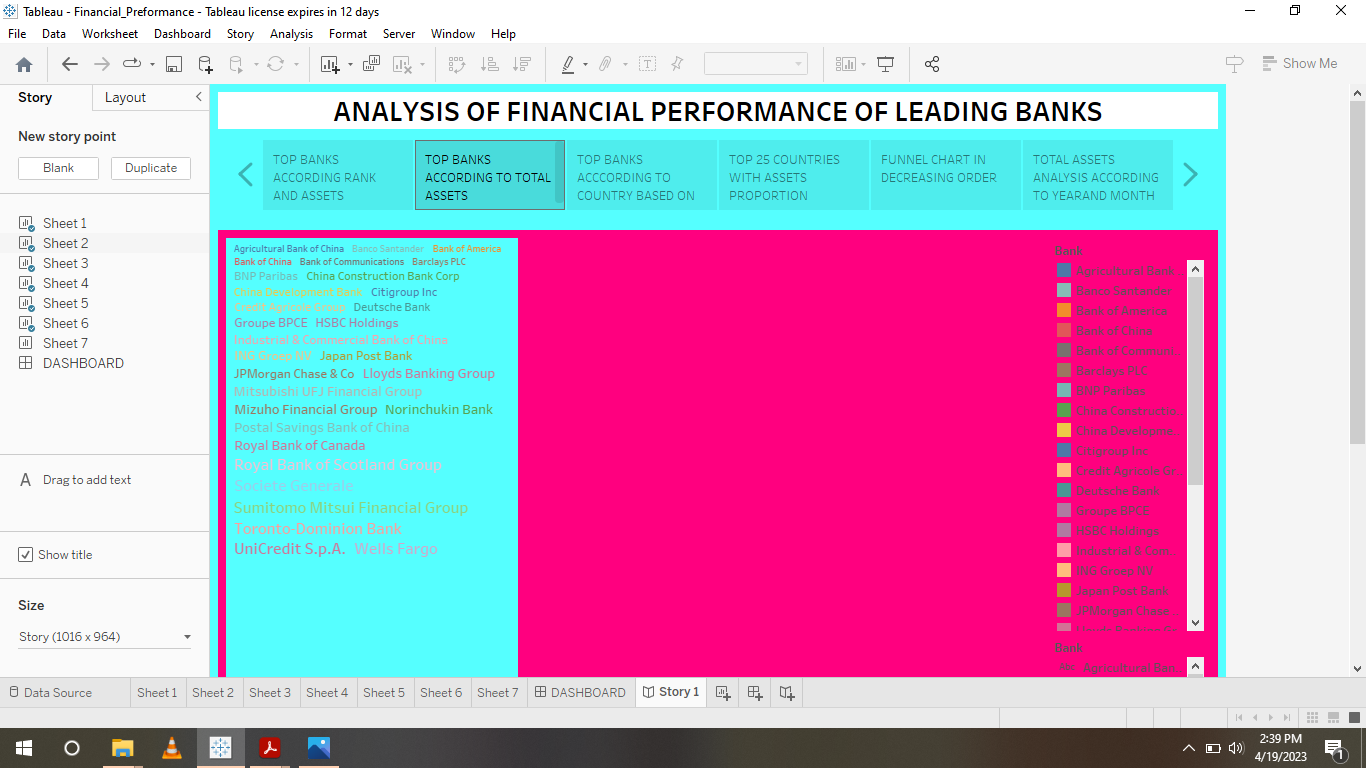 Tableau - Financial_Preformance - Tableau license expires in 12 days
File Data Worksheet Dashboard Story Analysis Format Server Window Help
Show Me
Story Layout
New story point
Blank Duplicate
Sheet 1
Sheet 2
Sheet 3
Sheet 4
Sheet 5
Sheet 6
Sheet 7
DASHBOARD
A Drag to add text
Show title
Size
Story (1016 x 964)
ANALYSIS OF FINANCIAL PERFORMANCE OF LEADING BANKS
TOP BANKS
ACCORDING RANK
AND ASSETS
TOP BANKS
ACCORDING TO TOTAL
ASSETS
TOP BANKS
ACCCORDING TO
COUNTRY BASED ON
TOP 25 COUNTRIES
WITH ASSETS
PROPORTION
FUNNEL CHART IN
DECREASING ORDER
TOTAL ASSETS
ANALYSIS ACCORDING
TO YEARAND MONTH
Agricultural Bank of China Banco Santander Bank of America
Bank of China Bank of Communications Barclays PLC
BNP Paribas China Construction Bank Corp
China Development Bank Citigroup Inc
Credit Agricole Group Deutsche Bank
Groupe BPCE HSBC Holdings
Industrial & Commercial Bank of China
ING Groep NV Japan Post Bank
JPMorgan Chase & Co Lloyds Banking Group
Mitsubishi UFJ Financial Group
Mizuho Financial Group Norinchukin Bank
Postal Savings Bank of China
Royal Bank of Canada
Royal Bank of Scotland Group
Societe Generale
Sumitomo Mitsui Financial Group
Toronto-Dominion Bank
UniCredit S.p.A. Wells Fargo
Bank
Agricultural Bank...
Banco Santander
Bank of America
Bank of China
Bank of Commun...
Barclays PLC
BNP Paribas
China Constructio...
China Developme...
Citigroup Inc
Credit Agricole Gr...
Deutsche Bank
Groupe BPCE
HSBC Holdings
Industrial & Com...
ING Groep NV
Japan Post Bank
JPMorgan Chase ...
Lloyds Banking Gr...
Bank
Agricultural Ban...
Data Source Sheet 1 Sheet 2 Sheet 3 Sheet 4 Sheet 5 Sheet 6 Sheet 7 DASHBOARD Story 1
2:39 PM
4/19/2023
1